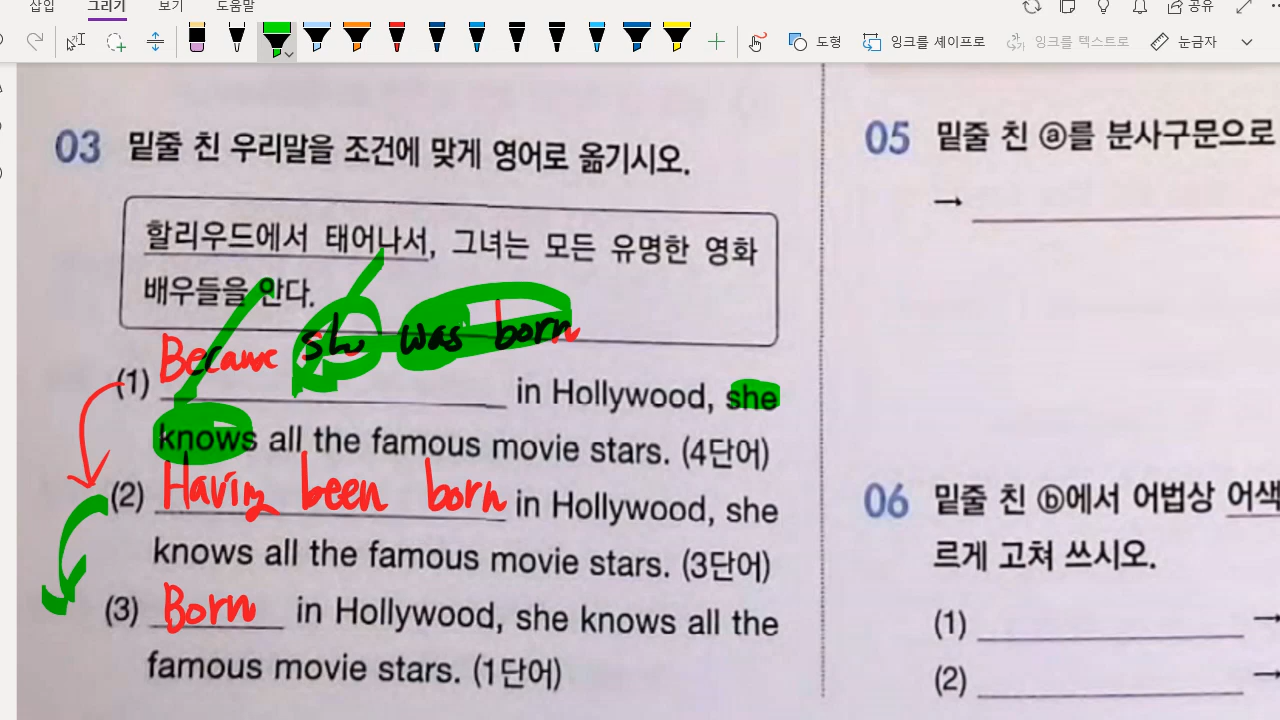 삽입 그리기 보기 도움말 공유
도형 잉크를 셰이프로 잉크를 텍스트로 눈금자
03 밑줄 친 우리말을 조건에 맞게 영어로 옮기시오.
할리우드에서 태어나서, 그녀는 모든 유명한 영화
배우들을 안다.
Because she was born
(1) in Hollywood, she
knows all the famous movie stars. (4단어)
(2) Having been born in Hollywood, she
knows all the famous movie stars. (3단어)
(3) Born in Hollywood, she knows all the
famous movie stars. (1단어)
05 밑줄 친 ⓐ를 분사구문으로
→
06 밑줄 친 ⓑ에서 어법상 어색
르게 고쳐 쓰시오.
(1) →
(2) →